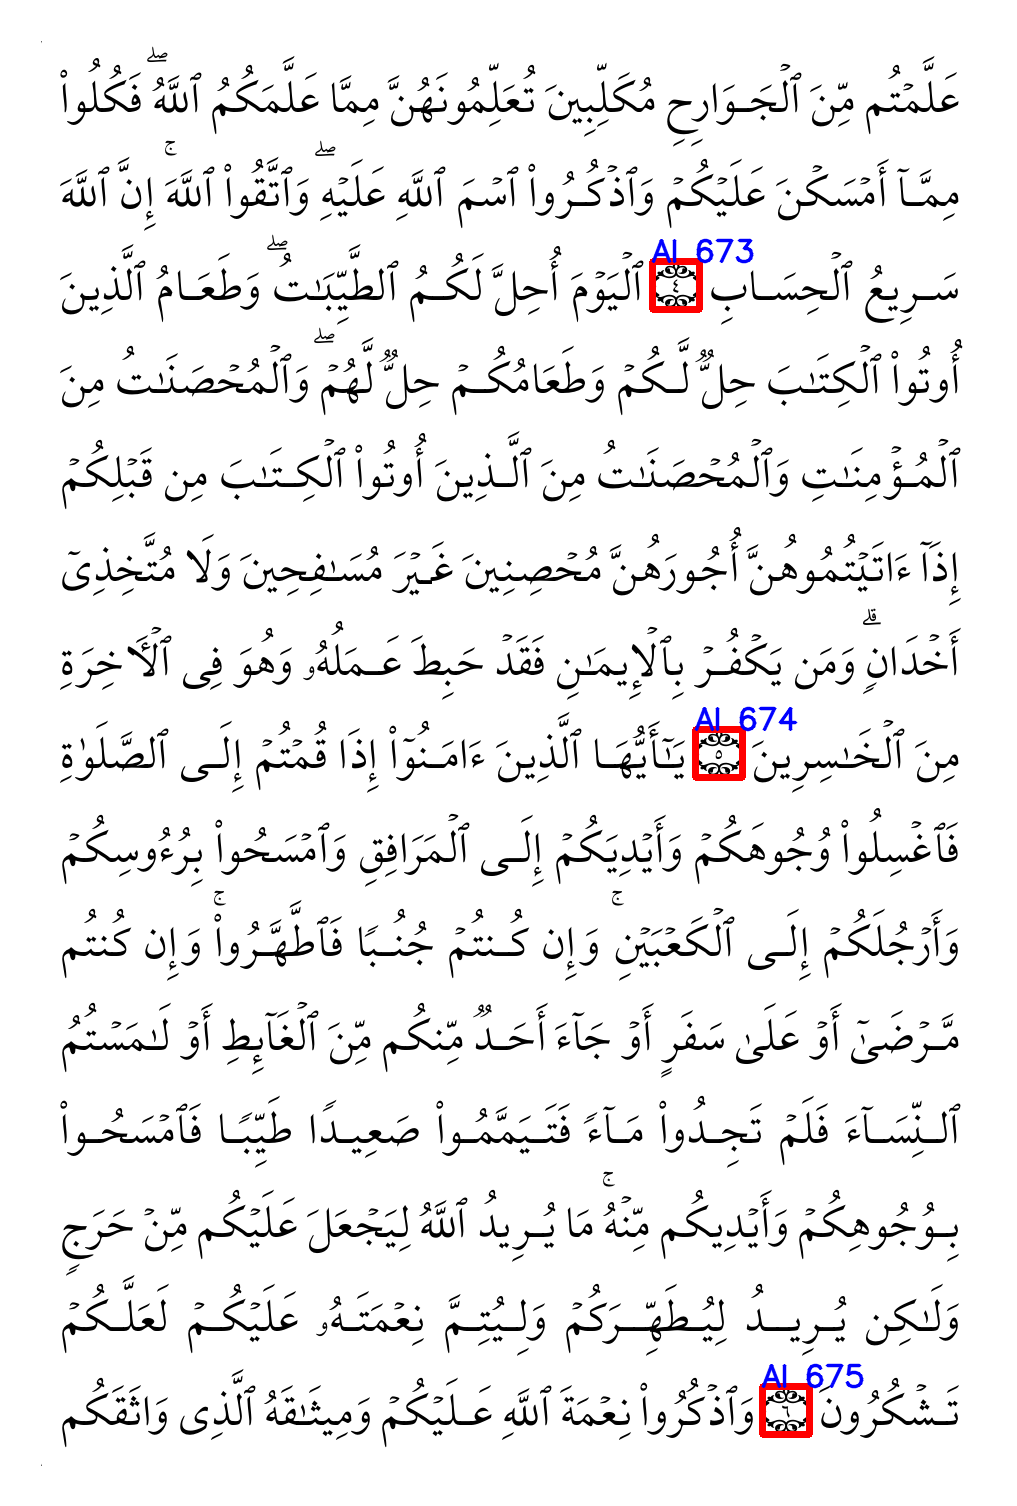 عَلَّمۡتُم مِّنَ ٱلۡجَوَارِحِ مُكَلِّبِينَ تُعَلِّمُونَهُنَّ مِمَّا عَلَّمَكُمُ ٱللَّهُۖ فَكُلُواْ
مِمَّآ أَمۡسَكۡنَ عَلَيۡكُمۡ وَٱذۡكُرُواْ ٱسۡمَ ٱللَّهِ عَلَيۡهِۖ وَٱتَّقُواْ ٱللَّهَۚ إِنَّ ٱللَّهَ
AI_673
سَرِيعُ ٱلۡحِسَابِ ٤ ٱلۡيَوۡمَ أُحِلَّ لَكُمُ ٱلطَّيِّبَٰتُۖ وَطَعَامُ ٱلَّذِينَ
أُوتُواْ ٱلۡكِتَٰبَ حِلّٞ لَّكُمۡ وَطَعَامُكُمۡ حِلّٞ لَّهُمۡۖ وَٱلۡمُحۡصَنَٰتُ مِنَ
ٱلۡمُؤۡمِنَٰتِ وَٱلۡمُحۡصَنَٰتُ مِنَ ٱلَّذِينَ أُوتُواْ ٱلۡكِتَٰبَ مِن قَبۡلِكُمۡ
إِذَآ ءَاتَيۡتُمُوهُنَّ أُجُورَهُنَّ مُحۡصِنِينَ غَيۡرَ مُسَٰفِحِينَ وَلَا مُتَّخِذِيٓ
أَخۡدَانٖۗ وَمَن يَكۡفُرۡ بِٱلۡإِيمَٰنِ فَقَدۡ حَبِطَ عَمَلُهُۥ وَهُوَ فِي ٱلۡأٓخِرَةِ
AI_674
مِنَ ٱلۡخَٰسِرِينَ ٥ يَٰٓأَيُّهَا ٱلَّذِينَ ءَامَنُوٓاْ إِذَا قُمۡتُمۡ إِلَى ٱلصَّلَوٰةِ
فَٱغۡسِلُواْ وُجُوهَكُمۡ وَأَيۡدِيَكُمۡ إِلَى ٱلۡمَرَافِقِ وَٱمۡسَحُواْ بِرُءُوسِكُمۡ
وَأَرۡجُلَكُمۡ إِلَى ٱلۡكَعۡبَيۡنِۚ وَإِن كُنتُمۡ جُنُبٗا فَٱطَّهَّرُواْۚ وَإِن كُنتُم
مَّرۡضَىٰٓ أَوۡ عَلَىٰ سَفَرٍ أَوۡ جَآءَ أَحَدٞ مِّنكُم مِّنَ ٱلۡغَآئِطِ أَوۡ لَٰمَسۡتُمُ
ٱلنِّسَآءَ فَلَمۡ تَجِدُواْ مَآءٗ فَتَيَمَّمُواْ صَعِيدٗا طَيِّبٗا فَٱمۡسَحُواْ
بِوُجُوهِكُمۡ وَأَيۡدِيكُم مِّنۡهُۚ مَا يُرِيدُ ٱللَّهُ لِيَجۡعَلَ عَلَيۡكُم مِّنۡ حَرَجٖ
وَلَٰكِن يُرِيدُ لِيُطَهِّرَكُمۡ وَلِيُتِمَّ نِعۡمَتَهُۥ عَلَيۡكُمۡ لَعَلَّكُمۡ
AI_675
تَشۡكُرُونَ ٦ وَٱذۡكُرُواْ نِعۡمَةَ ٱللَّهِ عَلَيۡكُمۡ وَمِيثَٰقَهُ ٱلَّذِي وَاثَقَكُم